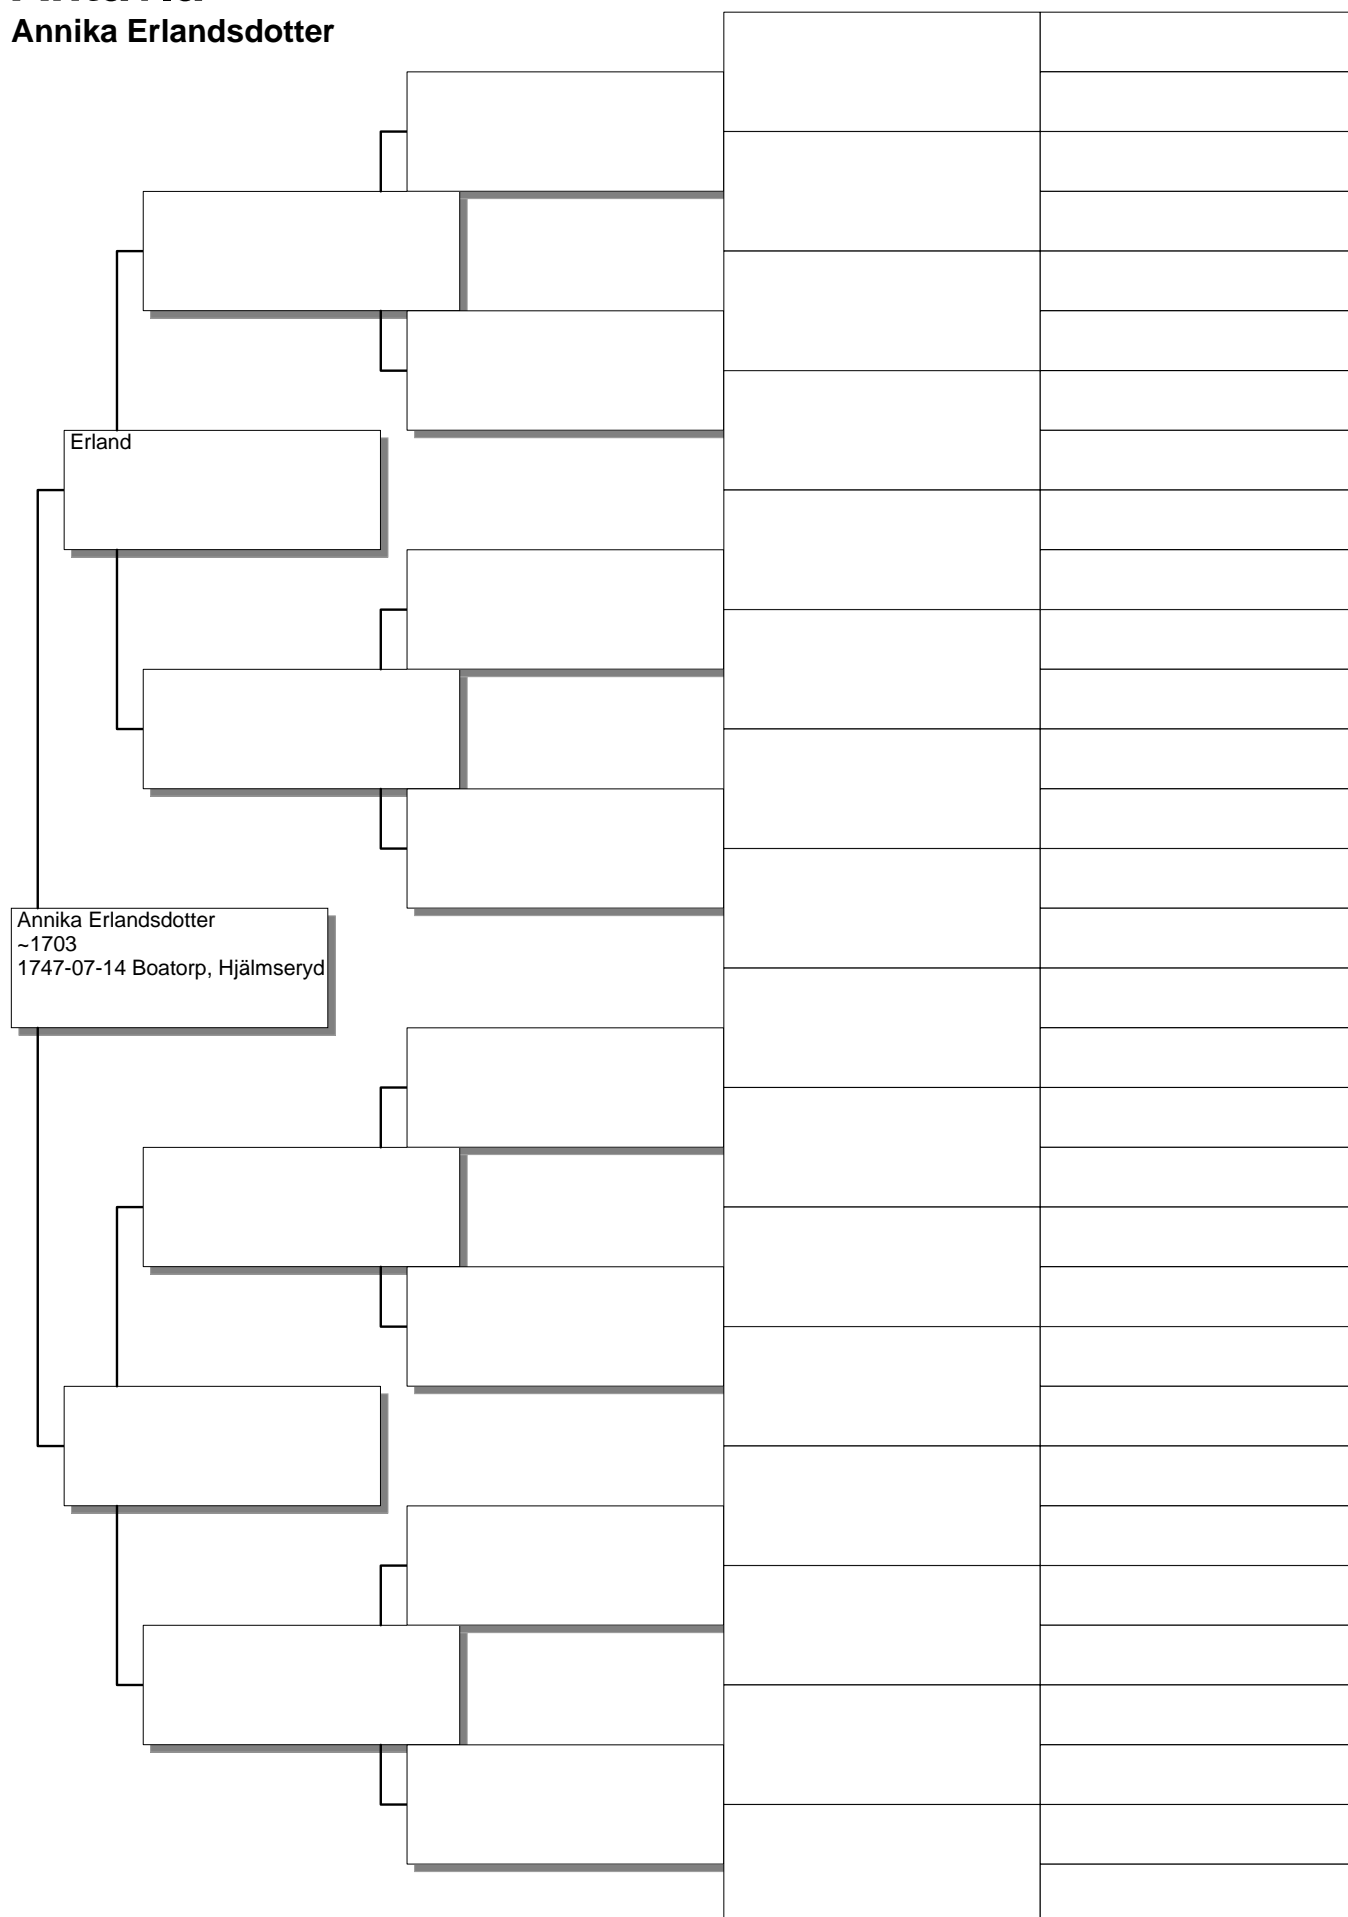 Annika Erlandsdotter
Erland
Annika Erlandsdotter
~1703
1747-07-14 Boatorp, Hjälmseryd